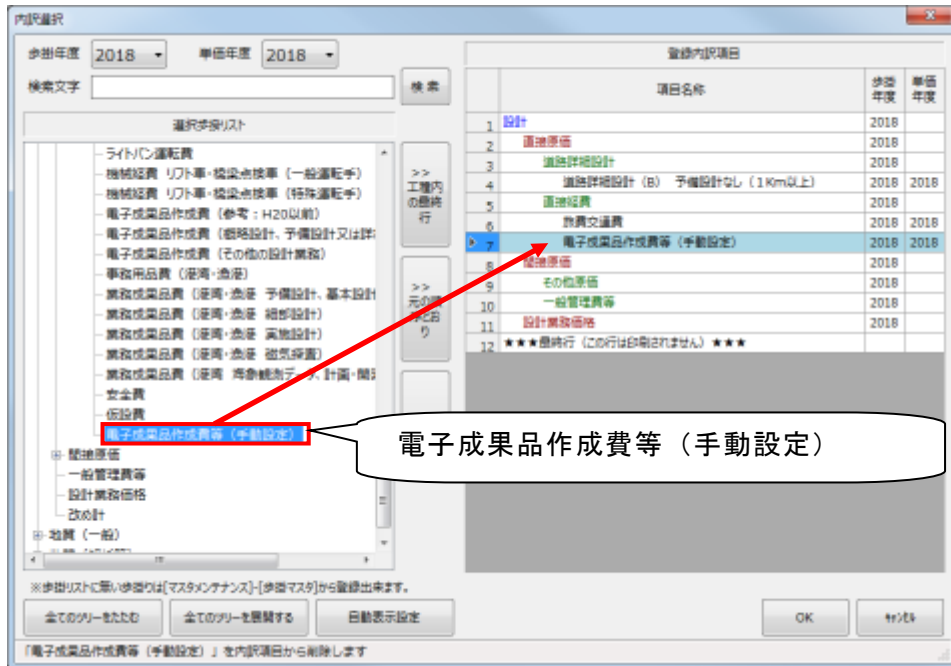 内訳選択
歩掛年度 2018 単価年度 2018
検索文字 検索
選択歩掛リスト
ライトバン運転費
機械経費 リフト車・橋梁点検車（一般運転手）
機械経費 リフト車・橋梁点検車（特殊運転手）
電子成果品作成費（参考：H20以前）
電子成果品作成費（概略設計、予備設計又は詳
電子成果品作成費（その他の設計業務）
事務用品費（港湾・漁港）
業務成果品費（港湾・漁港 予備設計、基本設計
業務成果品費（港湾・漁港 細部設計）
業務成果品費（港湾・漁港 実施設計）
業務成果品費（港湾・漁港 磁気探査）
業務成果品費（港湾 海象観測データ、計画・開
安全費
仮設費
電子成果品作成費等（手動設定）
間接原価
一般管理費等
設計業務価格
改め計
地質（一般）
>>
工種内
の最終
行
>>
元の
り
登録内訳項目
項目名称 歩掛年度 単価年度
1 設計 2018
2 直接原価 2018
3 道路詳細設計 2018
4 道路詳細設計（B） 予備設計なし（1Km以上） 2018 2018
5 直接経費 2018
6 旅費交通費 2018 2018
7 電子成果品作成費等（手動設定） 2018 2018
8 間接原価 2018
9 その他原価 2018
10 一般管理費等 2018
11 設計業務価格 2018
12 ★★★最終行（この行は印刷されません）★★★
電子成果品作成費等（手動設定）
※歩掛リストに無い歩掛りは[マスタメンテナンス]-[歩掛マスタ]から登録出来ます。
全てのツリーをたたむ 全てのツリーを展開する 自動表示設定 OK ｷｬﾝｾﾙ
「電子成果品作成費等（手動設定）」を内訳項目から削除します